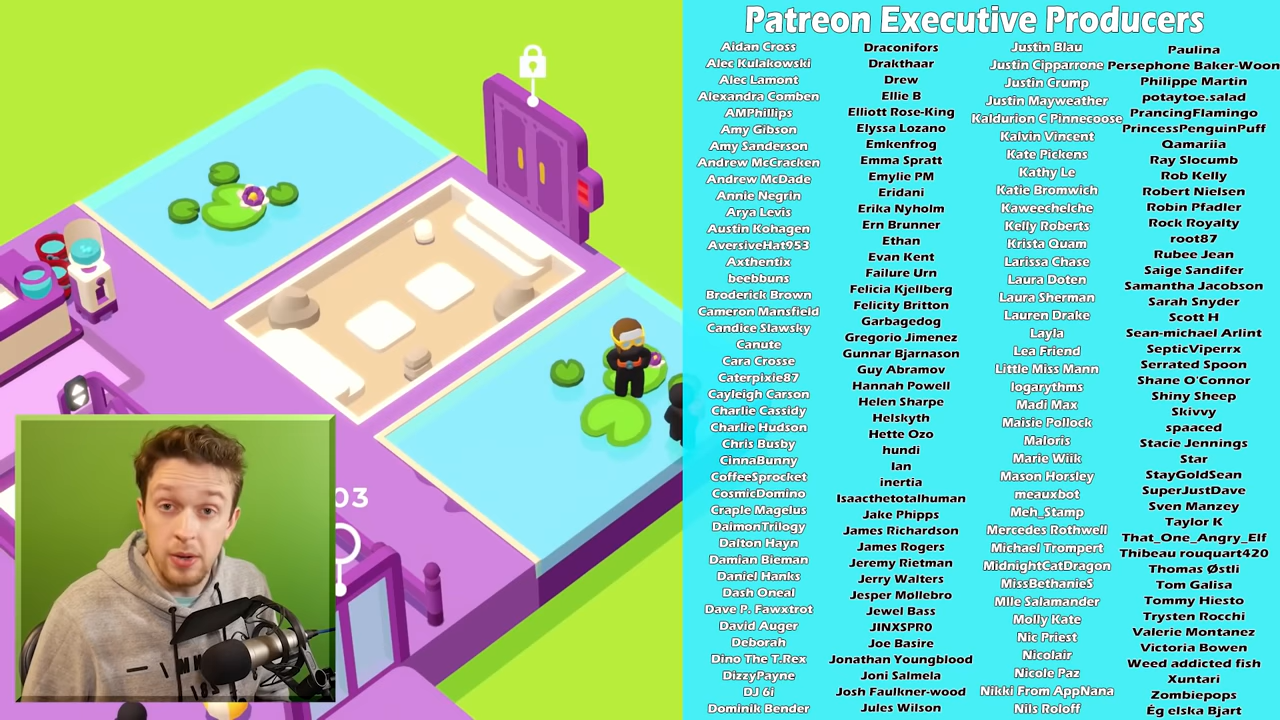 03
Patreon Executive Producers
Aidan Cross
Alec Kulakowski
Alec Lamont
Alexandra Comben
AMPhillips
Amy Gibson
Amy Sanderson
Andrew McCracken
Andrew McDade
Annie Negrin
Arya Levis
Austin Kohagen
AversiveHat953
Axthentix
beebbuns
Broderick Brown
Cameron Mansfield
Candice Slawsky
Canute
Cara Crosse
Caterpixie87
Cayleigh Carson
Charlie Cassidy
Charlie Hudson
Chris Busby
CinnaBunny
CoffeeSprocket
CosmicDomino
Craple Magelus
DaimonTrilogy
Dalton Hayn
Damian Bieman
Daniel Hanks
Dash Oneal
Dave P. Fawxtrot
David Auger
Deborah
Dino The T.Rex
DizzyPayne
DJ 6i
Dominik Bender
Draconifors
Drakthaar
Drew
Ellie B
Elliott Rose-King
Elyssa Lozano
Emkenfrog
Emma Spratt
Emylie PM
Eridani
Erika Nyholm
Ern Brunner
Ethan
Evan Kent
Failure Urn
Felicia Kjellberg
Felicity Britton
Garbagedog
Gregorio Jimenez
Gunnar Bjarnason
Guy Abramov
Hannah Powell
Helen Sharpe
Helskyth
Hette Ozo
hundi
Ian
inertia
Isaacthetotalhuman
Jake Phipps
James Richardson
James Rogers
Jeremy Rietman
Jerry Walters
Jesper Møllebro
Jewel Bass
JINXSPR0
Joe Basire
Jonathan Youngblood
Joni Salmela
Josh Faulkner-wood
Jules Wilson
Justin Blau
Justin Cipparrone
Justin Crump
Justin Mayweather
Kaldurion C Pinnecoose
Kalvin Vincent
Kate Pickens
Kathy Le
Katie Bromwich
Kaweechelche
Kelly Roberts
Krista Quam
Larissa Chase
Laura Doten
Laura Sherman
Lauren Drake
Layla
Lea Friend
Little Miss Mann
logarythms
Madi Max
Maisie Pollock
Maloris
Marie Wiik
Mason Horsley
meauxbot
Meh_Stamp
Mercedes Rothwell
Michael Trompert
MidnightCatDragon
MissBethanieS
Mlle Salamander
Molly Kate
Nic Priest
Nicolair
Nicole Paz
Nikki From AppNana
Nils Roloff
Paulina
Persephone Baker-Woon
Philippe Martin
potaytoe.salad
PrancingFlamingo
PrincessPenguinPuff
Qamariia
Ray Slocumb
Rob Kelly
Robert Nielsen
Robin Pfadler
Rock Royalty
root87
Rubee Jean
Saige Sandifer
Samantha Jacobson
Sarah Snyder
Scott H
Sean-michael Arlint
SepticViperrx
Serrated Spoon
Shane O'Connor
Shiny Sheep
Skivvy
spaaced
Stacie Jennings
Star
StayGoldSean
SuperJustDave
Sven Manzey
Taylor K
That_One_Angry_Elf
Thibeau rouquart420
Thomas Østli
Tom Galisa
Tommy Hiesto
Trysten Rocchi
Valerie Montanez
Victoria Bowen
Weed addicted fish
Xuntari
Zombiepops
Ég elska Bjart